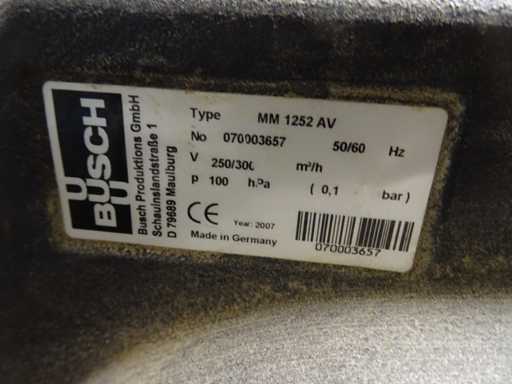 BUSCH
Busch Produktions GmbH
Schauinslandstraße 1
D 79689 Maulburg
Type MM 1252 AV
No 070003657 50/60 Hz
V 250/300 m³/h
P 100 hPa ( 0,1 bar)
CE Year: 2007
Made in Germany
070003657